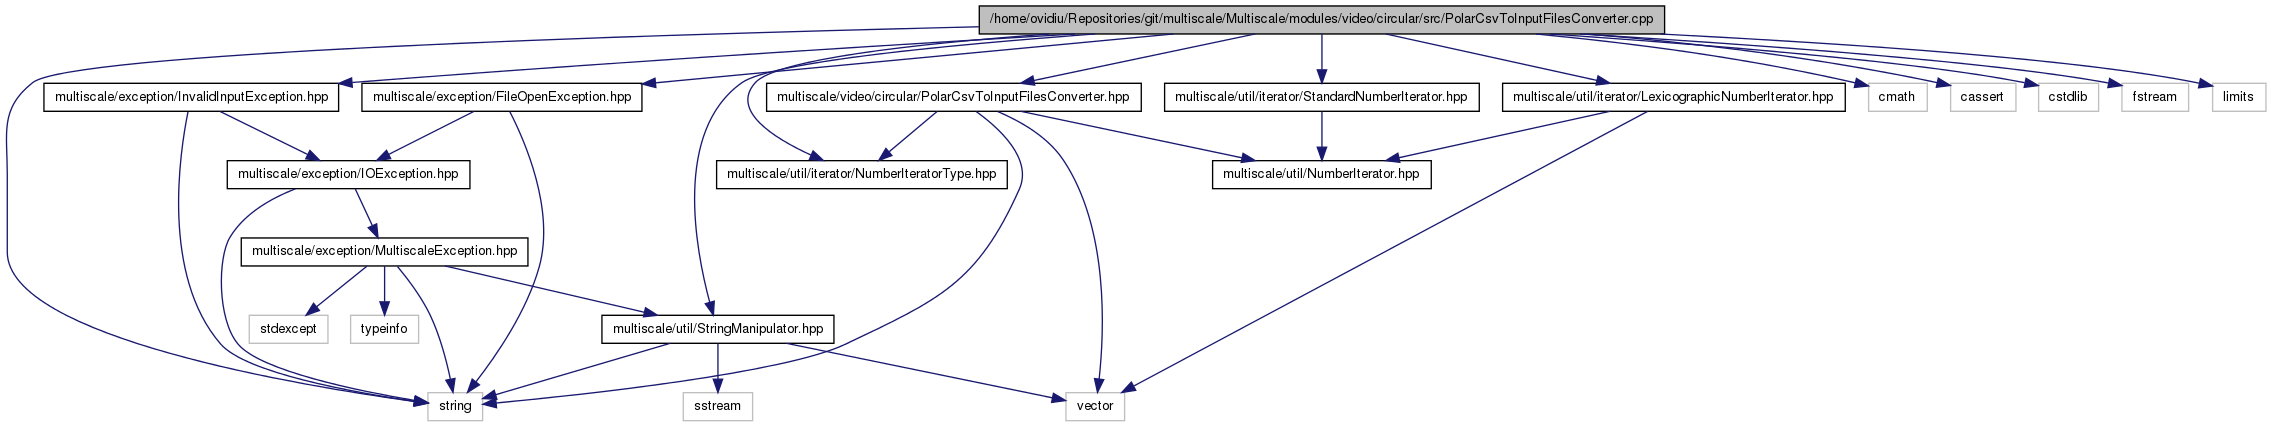 /home/ovidiu/Repositories/git/multiscale/Multiscale/modules/video/circular/src/PolarCsvToInputFilesConverter.cpp
multiscale/exception/InvalidInputException.hpp
multiscale/exception/FileOpenException.hpp
multiscale/video/circular/PolarCsvToInputFilesConverter.hpp
multiscale/util/iterator/StandardNumberIterator.hpp
multiscale/util/iterator/LexicographicNumberIterator.hpp
cmath
cassert
cstdlib
fstream
limits
multiscale/exception/IOException.hpp
multiscale/util/iterator/NumberIteratorType.hpp
multiscale/util/NumberIterator.hpp
multiscale/exception/MultiscaleException.hpp
stdexcept
typeinfo
multiscale/util/StringManipulator.hpp
string
sstream
vector